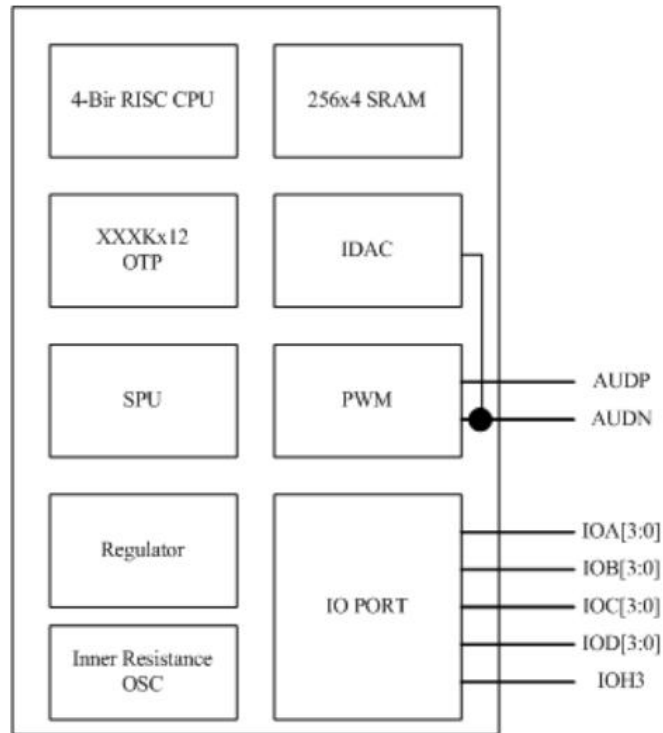 4-Bir RISC CPU
256x4 SRAM
XXXKx12
OTP
IDAC
SPU
PWM
AUDP
AUDN
Regulator
IO PORT
IOA[3:0]
IOB[3:0]
IOC[3:0]
IOD[3:0]
IOH3
Inner Resistance
OSC